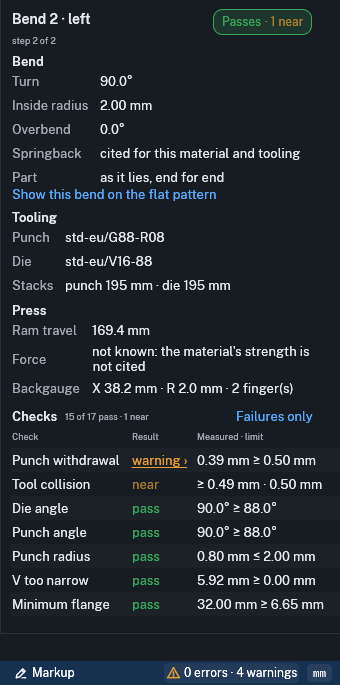 Bend 2 · left
Passes · 1 near
step 2 of 2
Bend
Turn 90.0°
Inside radius 2.00 mm
Overbend 0.0°
Springback cited for this material and tooling
Part as it lies, end for end
Show this bend on the flat pattern
Tooling
Punch std-eu/G88-R08
Die std-eu/V16-88
Stacks punch 195 mm · die 195 mm
Press
Ram travel 169.4 mm
Force not known: the material's strength is
not cited
Backgauge X 38.2 mm · R 2.0 mm · 2 finger(s)
Checks 15 of 17 pass · 1 near Failures only
Check Result Measured · limit
Punch withdrawal warning › 0.39 mm ≥ 0.50 mm
Tool collision near ≥ 0.49 mm · 0.50 mm
Die angle pass 90.0° ≥ 88.0°
Punch angle pass 90.0° ≥ 88.0°
Punch radius pass 0.80 mm ≤ 2.00 mm
V too narrow pass 5.92 mm ≥ 0.00 mm
Minimum flange pass 32.00 mm ≥ 6.65 mm
Markup 0 errors · 4 warnings mm